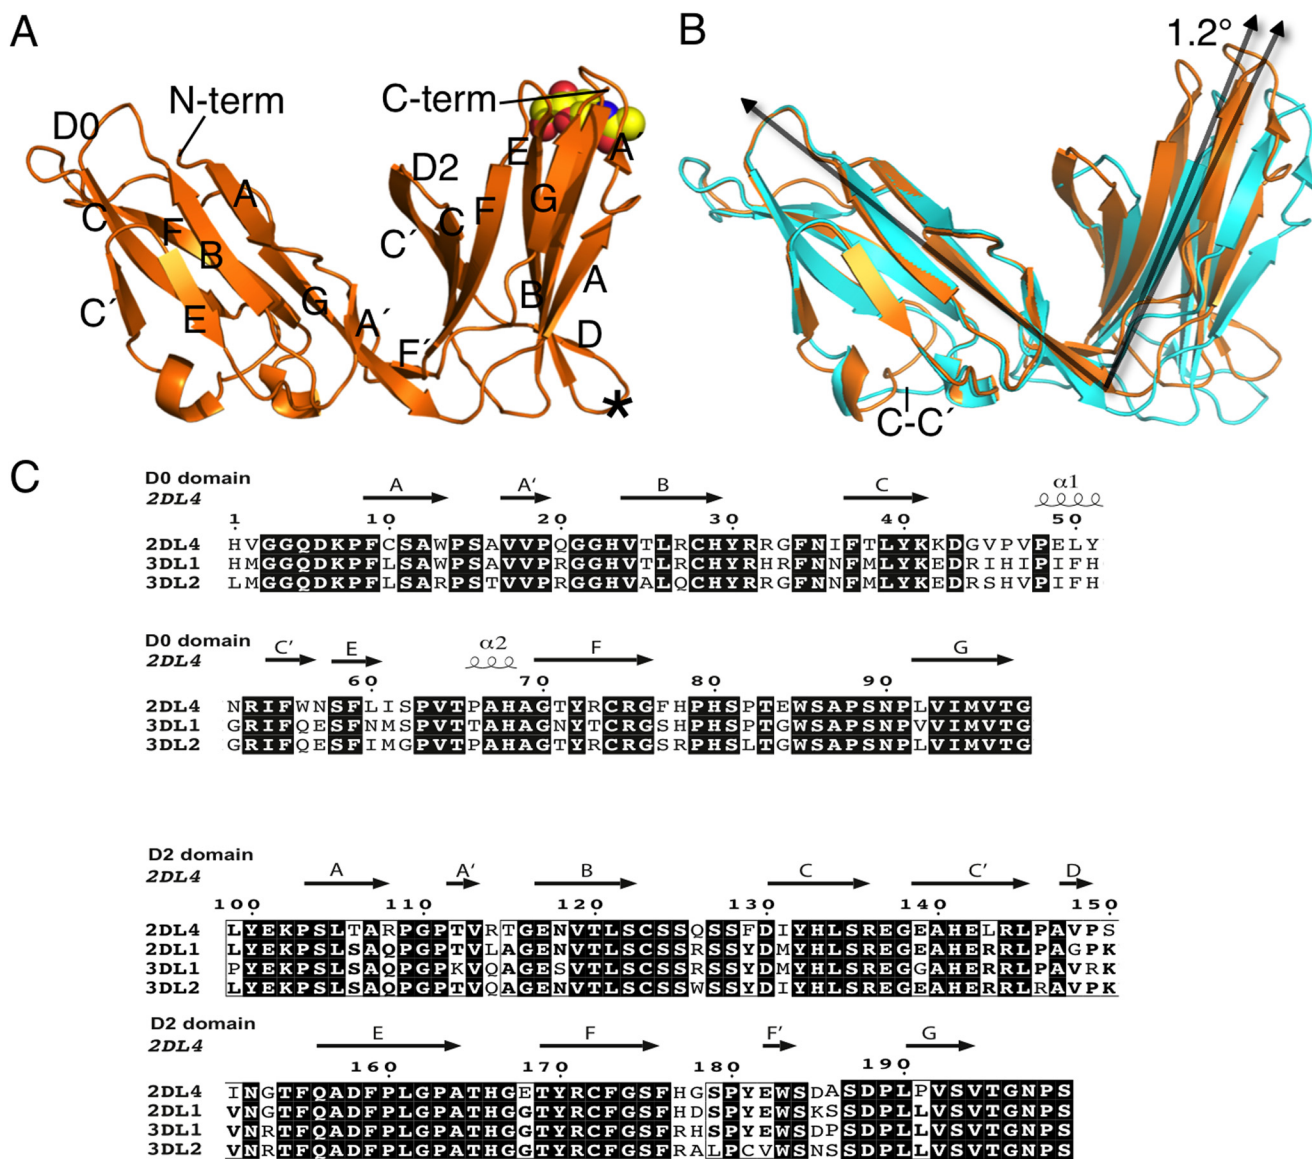 A
B
N-term
C-term
1.2°
D0
D2
E
A´
A
G
C
F
C
F
B
C´
A
B
C´
E
G
A´
D
F´
*
C-C´
C
D0 domain
2DL4
A A' B C α1
1 10 20 30 40 50
2DL4 HVGGQDKPFCSAWPSAVVPQGGHVTLRCHYRRGFNIFTLYKKDGVPVPELY
3DL1 HMGGQDKPFLSAWPSAVVPRGGHVTLRCHYRHRFNNFMLYKEDRIHIPIFH
3DL2 LMGGQDKPFLSARPSTVVPRGGHVALQCHYRRGFNNFMLYKEDRSHVPIFH
D0 domain
2DL4
C' E α2 F G
60 70 80 90
2DL4 NRIFWNSFLISPVTPAHAGTYRCRGFHPHSPTEWSAPSNPLVIMVTG
3DL1 GRIFQESFNMSPVTTAHAGNYTCRGSHPHSPTGWSAPSNPVVIMVTG
3DL2 GRIFQESFIMGPVTPAHAGTYRCRGSRPHSLTGWSAPSNPLVIMVTG
D2 domain
2DL4
A A' B C C' D
100 110 120 130 140 150
2DL4 LYEKPSLTARPGPTVRTGENVTLSCSSQSSFDIYHLSREGEAHELRLPAVPS
2DL1 LYEKPSLSAQPGPTVLAGENVTLSCSSRSSYDMYHLSREGEAHERRLPAGPK
3DL1 PYEKPSLSAQPGPKVQAGESVTLSCSSRSSYDMYHLSREGGAHERRLPAVRK
3DL2 LYEKPSLSAQPGPTVQAGENVTLSCSSWSSYDIYHLSREGEAHERRLRAVPK
D2 domain
2DL4
E F F' G
160 170 180 190
2DL4 INGTFQADFPLGPATHGETYRCFGSFHGSPYEWSDASDPLPVSVTGNPS
2DL1 VNGTFQADFPLGPATHGGTYRCFGSFHDSPYEWSKSSDPLLVSVTGNPS
3DL1 VNRTFQADFPLGPATHGGTYRCFGSFRHSPYEWSDPSDPLLVSVTGNPS
3DL2 VNRTFQADFPLGPATHGGTYRCFGSFRALPCVWSNSSDPLLVSVTGNPS